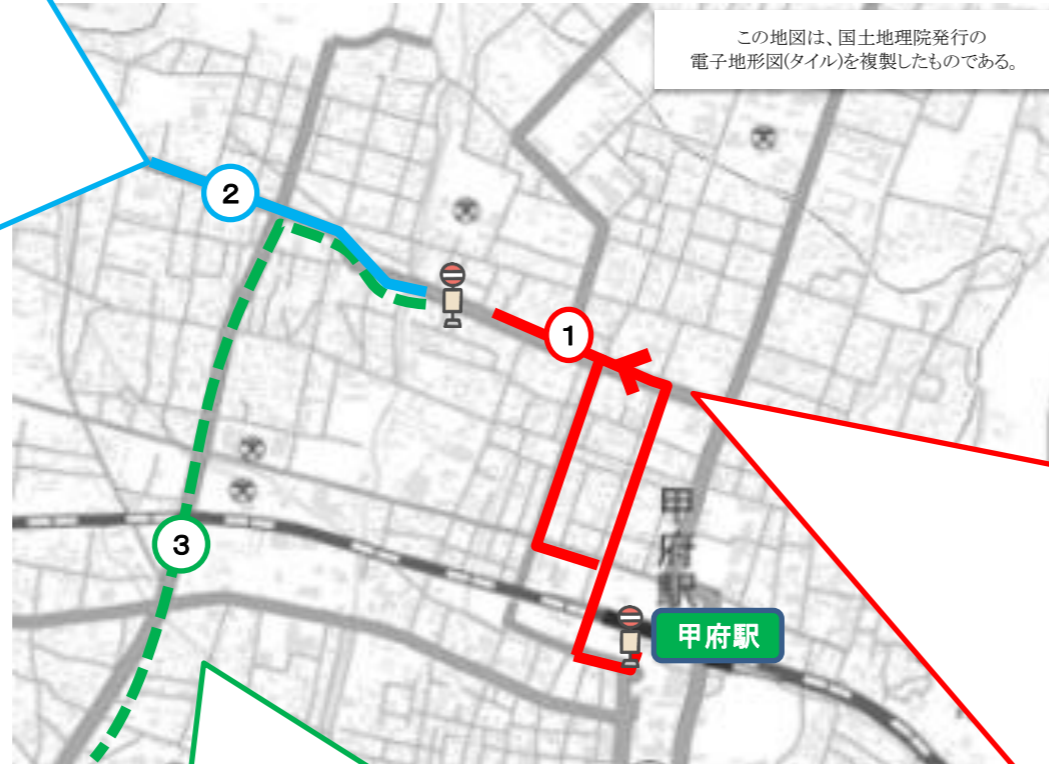 この地図は、国土地理院発行の
電子地形図(タイル)を複製したものである。
2
1
甲府駅
3
甲府駅